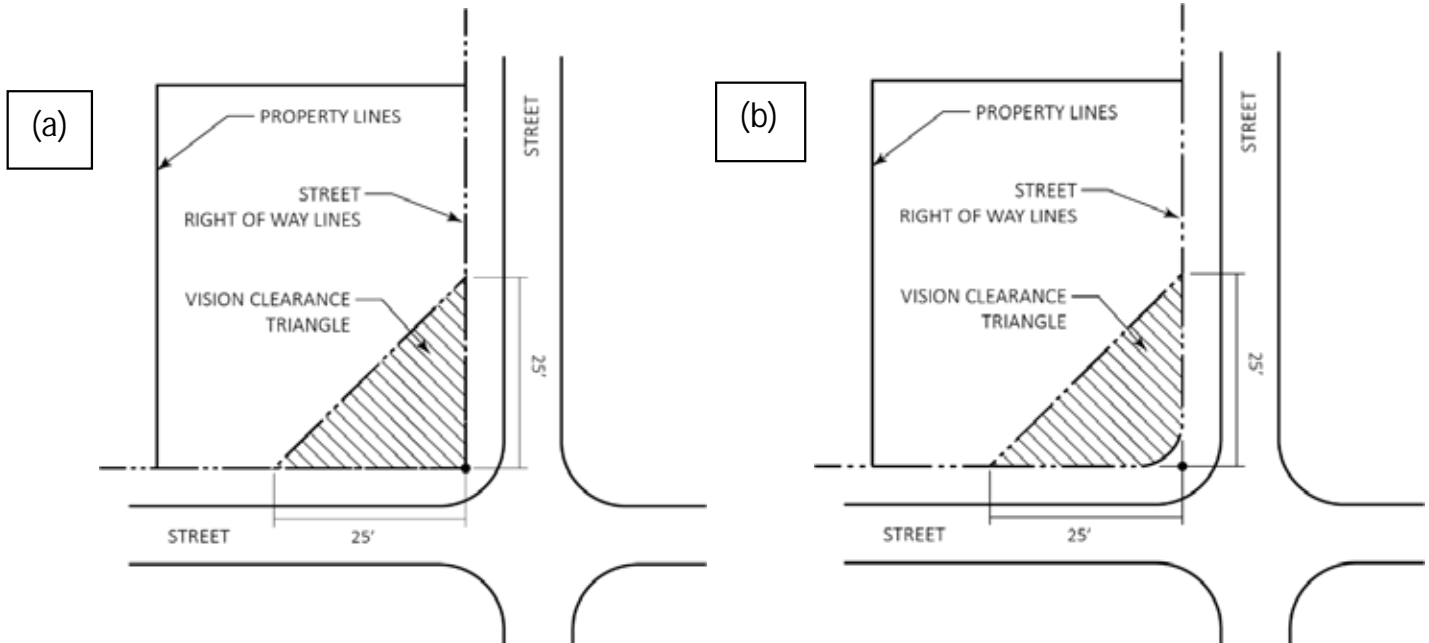 (a)
PROPERTY LINES
STREET
STREET
RIGHT OF WAY LINES
VISION CLEARANCE
TRIANGLE
25'
STREET
25'
(b)
PROPERTY LINES
STREET
STREET
RIGHT OF WAY LINES
VISION CLEARANCE
TRIANGLE
25'
STREET
25'